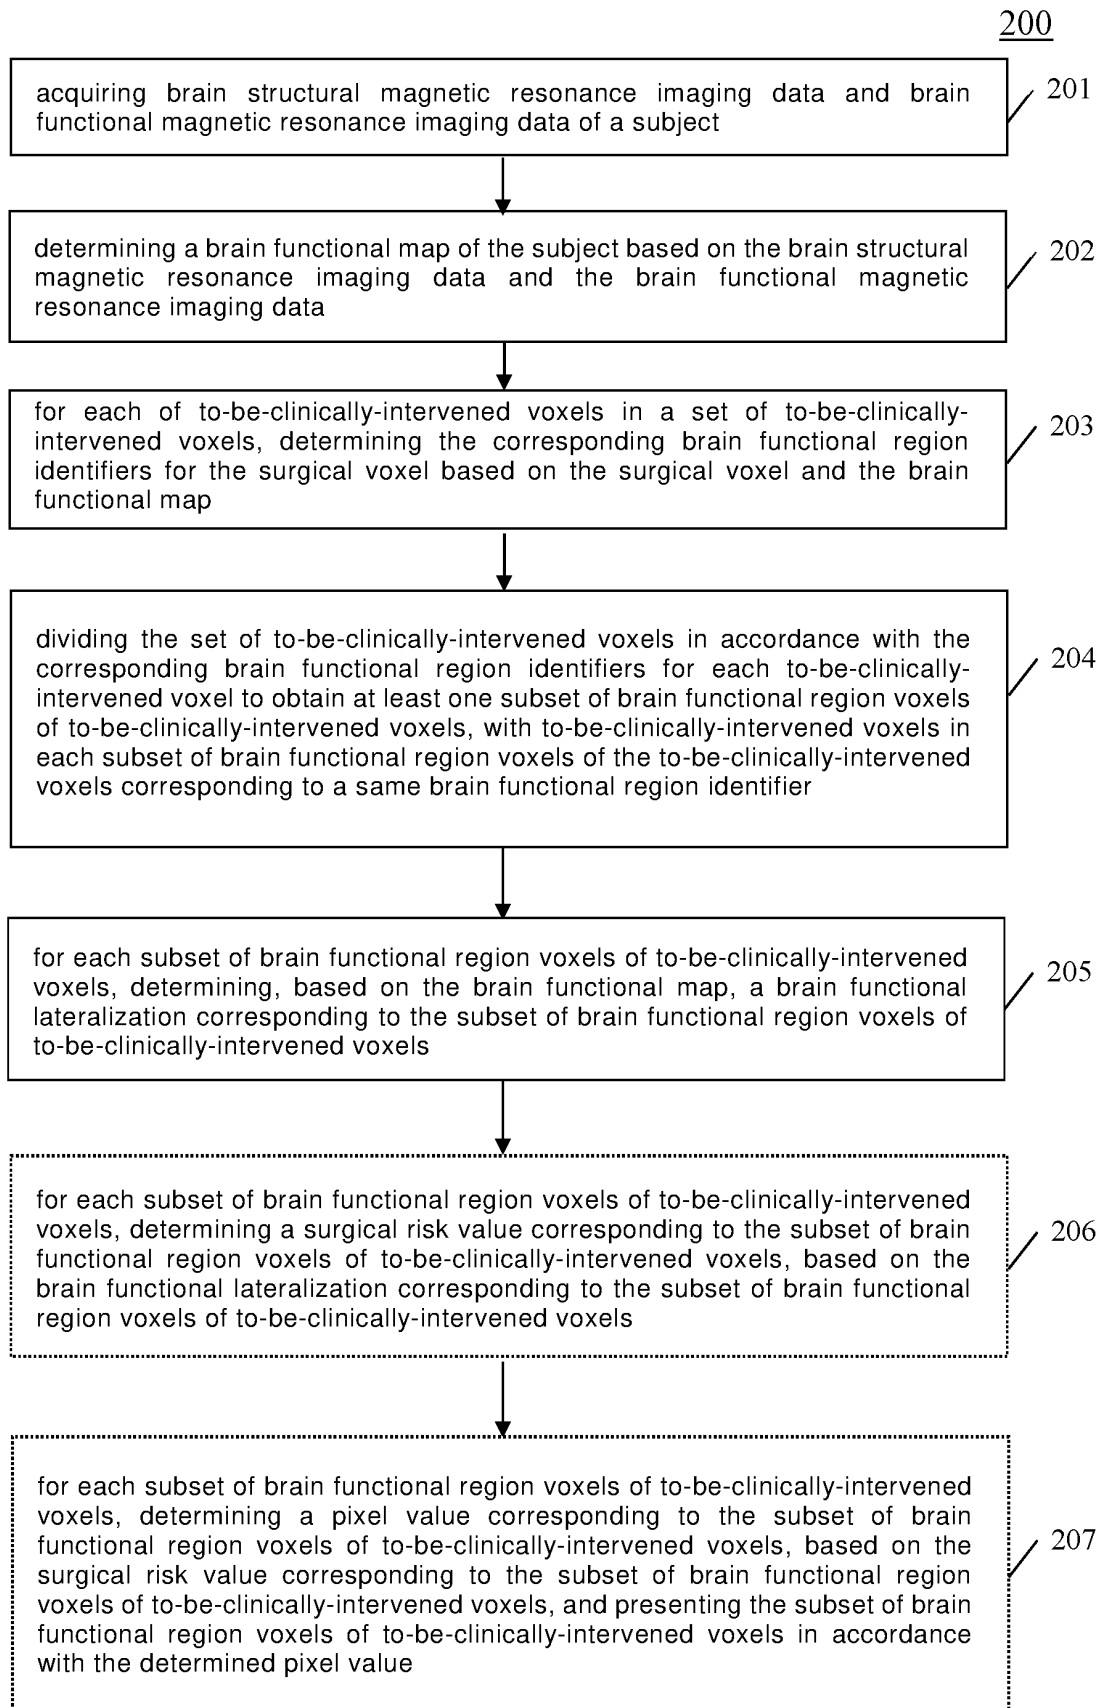 200
acquiring brain structural magnetic resonance imaging data and brain
functional magnetic resonance imaging data of a subject
201
determining a brain functional map of the subject based on the brain structural
magnetic resonance imaging data and the brain functional magnetic
resonance imaging data
202
for each of to-be-clinically-intervened voxels in a set of to-be-clinically-
intervened voxels, determining the corresponding brain functional region
identifiers for the surgical voxel based on the surgical voxel and the brain
functional map
203
dividing the set of to-be-clinically-intervened voxels in accordance with the
corresponding brain functional region identifiers for each to-be-clinically-
intervened voxel to obtain at least one subset of brain functional region voxels
of to-be-clinically-intervened voxels, with to-be-clinically-intervened voxels in
each subset of brain functional region voxels of the to-be-clinically-intervened
voxels corresponding to a same brain functional region identifier
204
for each subset of brain functional region voxels of to-be-clinically-intervened
voxels, determining, based on the brain functional map, a brain functional
lateralization corresponding to the subset of brain functional region voxels of
to-be-clinically-intervened voxels
205
for each subset of brain functional region voxels of to-be-clinically-intervened
voxels, determining a surgical risk value corresponding to the subset of brain
functional region voxels of to-be-clinically-intervened voxels, based on the
brain functional lateralization corresponding to the subset of brain functional
region voxels of to-be-clinically-intervened voxels
206
for each subset of brain functional region voxels of to-be-clinically-intervened
voxels, determining a pixel value corresponding to the subset of brain
functional region voxels of to-be-clinically-intervened voxels, based on the
surgical risk value corresponding to the subset of brain functional region
voxels of to-be-clinically-intervened voxels, and presenting the subset of brain
functional region voxels of to-be-clinically-intervened voxels in accordance
with the determined pixel value
207